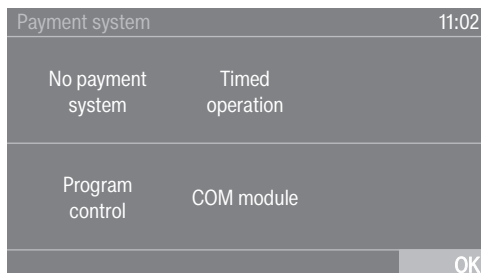 Payment system 11:02
No payment
system
Timed
operation
Program
control
COM module
OK